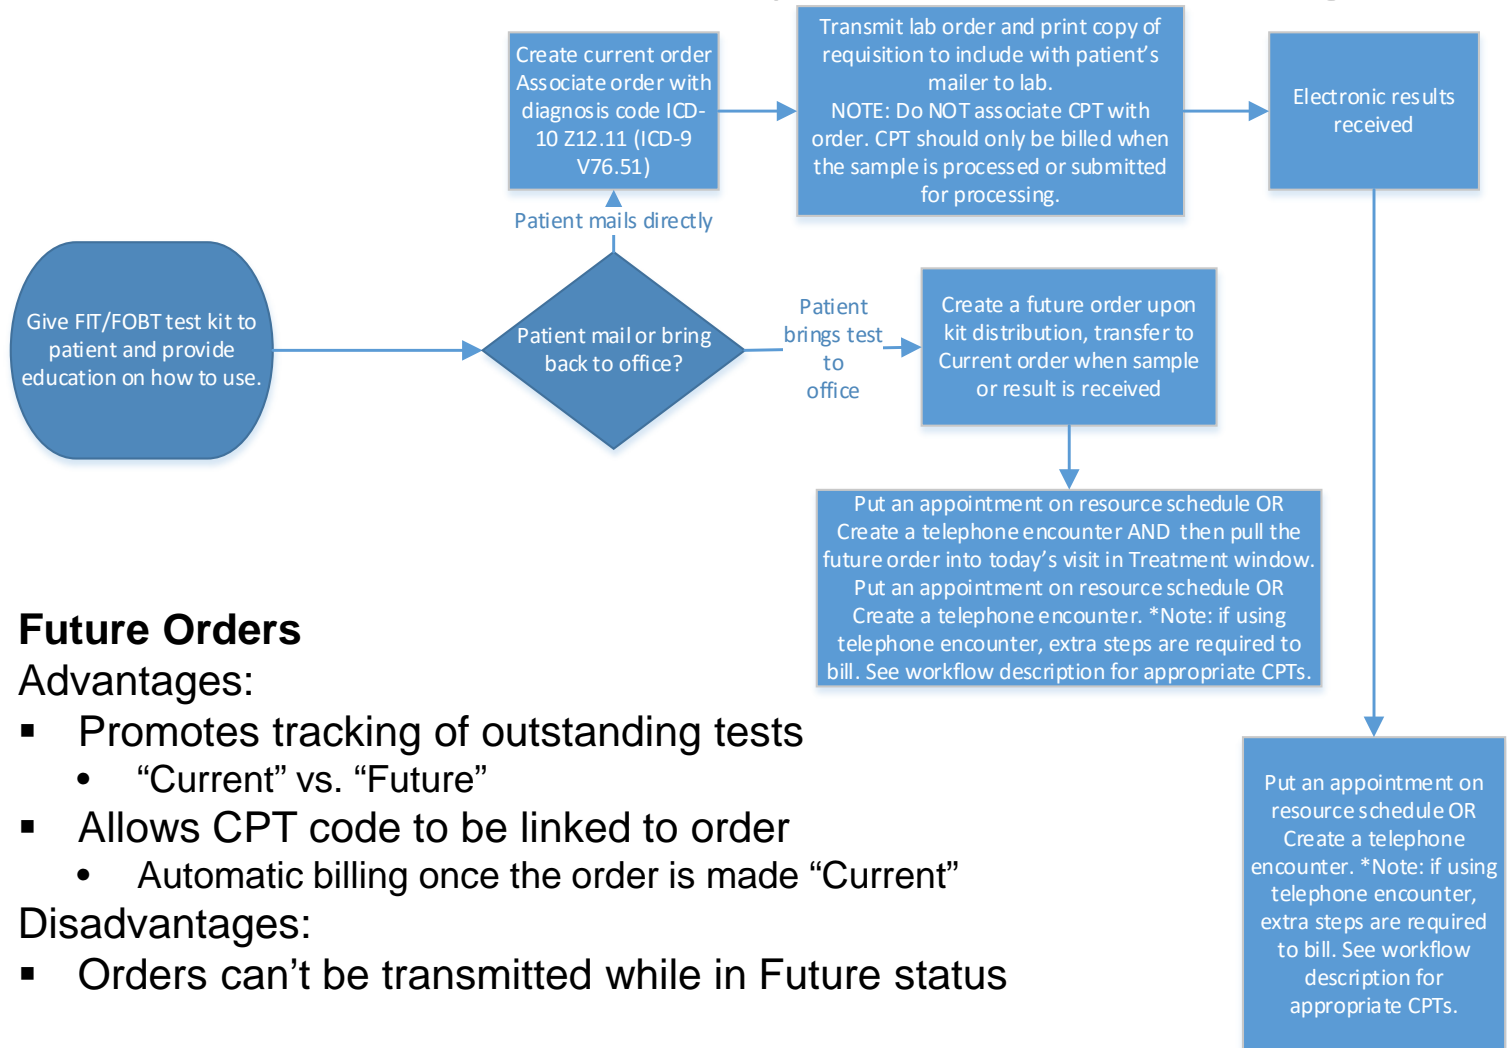 Transmit lab order and print copy of
requisition to include with patient's
mailer to lab.
NOTE: Do NOT associate CPT with
order. CPT should only be billed when
the sample is processed or submitted
for processing.
Create current order
Associate order with
diagnosis code ICD-
10 Z12.11 (ICD-9
V76.51)
Electronic results
received
Patient mails directly
Give FIT/FOBT test kit to
patient and provide
education on how to use.
Patient mail or bring
back to office?
Patient
brings test
to
office
Create a future order upon
kit distribution, transfer to
Current order when sample
or result is received
Put an appointment on resource schedule OR
Create a telephone encounter AND then pull the
future order into today's visit in Treatment window.
Put an appointment on resource schedule OR
Create a telephone encounter. *Note: if using
telephone encounter, extra steps are required to
bill. See workflow description for appropriate CPTs.
Future Orders
Advantages:
▪ Promotes tracking of outstanding tests
• “Current” vs. “Future”
▪ Allows CPT code to be linked to order
• Automatic billing once the order is made “Current”
Disadvantages:
▪ Orders can’t be transmitted while in Future status
Put an appointment on
resource schedule OR
Create a telephone
encounter. *Note: if using
telephone encounter,
extra steps are required
to bill. See workflow
description for
appropriate CPTs.